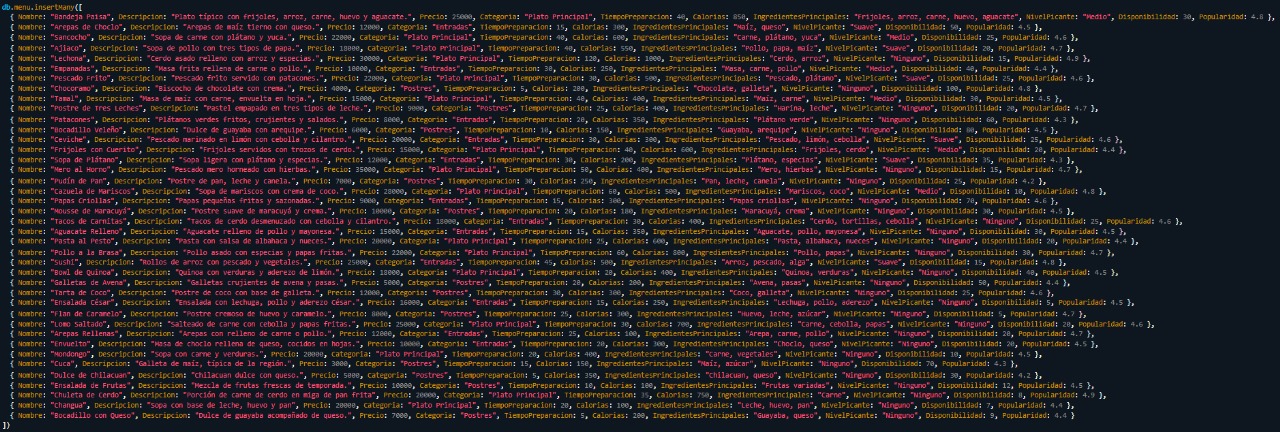 db.menu.insertMany([
{ Nombre: "Bandeja Paisa", Descripcion: "Plato típico con frijoles, arroz, carne, huevo y aguacate.", Precio: 25000, Categoria: "Plato Principal", TiempoPreparacion: 40, Calorias: 850, IngredientesPrincipales: "Frijoles, arroz, carne, huevo, aguacate", NivelPicante: "Medio", Disponibilidad: 30, Popularidad: 4.8 },
{ Nombre: "Arepas de Choclo", Descripcion: "Arepas de maíz tierno con queso.", Precio: 12000, Categoria: "Entradas", TiempoPreparacion: 15, Calorias: 300, IngredientesPrincipales: "Maíz, queso", NivelPicante: "Suave", Disponibilidad: 50, Popularidad: 4.5 },
{ Nombre: "Sancocho", Descripcion: "Sopa de carne con plátano y yuca.", Precio: 22000, Categoria: "Plato Principal", TiempoPreparacion: 60, Calorias: 600, IngredientesPrincipales: "Carne, plátano, yuca", NivelPicante: "Medio", Disponibilidad: 25, Popularidad: 4.6 },
{ Nombre: "Ajiaco", Descripcion: "Sopa de pollo con tres tipos de papa.", Precio: 18000, Categoria: "Plato Principal", TiempoPreparacion: 40, Calorias: 550, IngredientesPrincipales: "Pollo, papa, maíz", NivelPicante: "Suave", Disponibilidad: 20, Popularidad: 4.7 },
{ Nombre: "Lechona", Descripcion: "Cerdo asado relleno con arroz y especias.", Precio: 30000, Categoria: "Plato Principal", TiempoPreparacion: 120, Calorias: 1000, IngredientesPrincipales: "Cerdo, arroz", NivelPicante: "Ninguno", Disponibilidad: 15, Popularidad: 4.9 },
{ Nombre: "Empanadas", Descripcion: "Masa frita rellena de carne o pollo.", Precio: 10000, Categoria: "Entradas", TiempoPreparacion: 30, Calorias: 250, IngredientesPrincipales: "Masa, carne, pollo", NivelPicante: "Medio", Disponibilidad: 40, Popularidad: 4.4 },
{ Nombre: "Pescado Frito", Descripcion: "Pescado frito servido con patacones.", Precio: 22000, Categoria: "Plato Principal", TiempoPreparacion: 30, Calorias: 500, IngredientesPrincipales: "Pescado, plátano", NivelPicante: "Suave", Disponibilidad: 25, Popularidad: 4.6 },
{ Nombre: "Chocoramo", Descripcion: "Biscocho de chocolate con crema.", Precio: 4000, Categoria: "Postres", TiempoPreparacion: 5, Calorias: 200, IngredientesPrincipales: "Chocolate, galleta", NivelPicante: "Ninguno", Disponibilidad: 100, Popularidad: 4.8 },
{ Nombre: "Tamal", Descripcion: "Masa de maíz con carne, envuelta en hoja.", Precio: 15000, Categoria: "Plato Principal", TiempoPreparacion: 40, Calorias: 400, IngredientesPrincipales: "Maíz, carne", NivelPicante: "Medio", Disponibilidad: 30, Popularidad: 4.5 },
{ Nombre: "Postre de Tres Leches", Descripcion: "Pastel empapado en tres tipos de leche.", Precio: 9000, Categoria: "Postres", TiempoPreparacion: 25, Calorias: 400, IngredientesPrincipales: "Harina, leche", NivelPicante: "Ninguno", Disponibilidad: 20, Popularidad: 4.7 },
{ Nombre: "Patacones", Descripcion: "Plátanos verdes fritos, crujientes y salados.", Precio: 8000, Categoria: "Entradas", TiempoPreparacion: 20, Calorias: 350, IngredientesPrincipales: "Plátano verde", NivelPicante: "Ninguno", Disponibilidad: 60, Popularidad: 4.3 },
{ Nombre: "Bocadillo Veleño", Descripcion: "Dulce de guayaba con arequipe.", Precio: 6000, Categoria: "Postres", TiempoPreparacion: 10, Calorias: 150, IngredientesPrincipales: "Guayaba, arequipe", NivelPicante: "Ninguno", Disponibilidad: 80, Popularidad: 4.5 },
{ Nombre: "Ceviche", Descripcion: "Pescado marinado en limón con cebolla y cilantro.", Precio: 20000, Categoria: "Entradas", TiempoPreparacion: 30, Calorias: 300, IngredientesPrincipales: "Pescado, limón, cebolla", NivelPicante: "Suave", Disponibilidad: 25, Popularidad: 4.6 },
{ Nombre: "Frijoles con Cuerito", Descripcion: "Frijoles servidos con trozos de cerdo.", Precio: 15000, Categoria: "Plato Principal", TiempoPreparacion: 40, Calorias: 600, IngredientesPrincipales: "Frijoles, cerdo", NivelPicante: "Medio", Disponibilidad: 20, Popularidad: 4.4 },
{ Nombre: "Sopa de Plátano", Descripcion: "Sopa ligera con plátano y especias.", Precio: 12000, Categoria: "Entradas", TiempoPreparacion: 30, Calorias: 200, IngredientesPrincipales: "Plátano, especias", NivelPicante: "Suave", Disponibilidad: 35, Popularidad: 4.3 },
{ Nombre: "Mero al Horno", Descripcion: "Pescado mero horneado con hierbas.", Precio: 35000, Categoria: "Plato Principal", TiempoPreparacion: 50, Calorias: 400, IngredientesPrincipales: "Mero, hierbas", NivelPicante: "Ninguno", Disponibilidad: 15, Popularidad: 4.7 },
{ Nombre: "Pudín de Pan", Descripcion: "Postre de pan, leche y canela.", Precio: 7000, Categoria: "Postres", TiempoPreparacion: 30, Calorias: 250, IngredientesPrincipales: "Pan, leche, canela", NivelPicante: "Ninguno", Disponibilidad: 25, Popularidad: 4.2 },
{ Nombre: "Cazuela de Mariscos", Descripcion: "Sopa de mariscos con crema de coco.", Precio: 28000, Categoria: "Plato Principal", TiempoPreparacion: 60, Calorias: 500, IngredientesPrincipales: "Mariscos, coco", NivelPicante: "Medio", Disponibilidad: 10, Popularidad: 4.8 },
{ Nombre: "Papas Criollas", Descripcion: "Papas pequeñas fritas y sazonadas.", Precio: 9000, Categoria: "Entradas", TiempoPreparacion: 15, Calorias: 300, IngredientesPrincipales: "Papas criollas", NivelPicante: "Ninguno", Disponibilidad: 70, Popularidad: 4.6 },
{ Nombre: "Mousse de Maracuyá", Descripcion: "Postre suave de maracuyá y crema.", Precio: 10000, Categoria: "Postres", TiempoPreparacion: 20, Calorias: 180, IngredientesPrincipales: "Maracuyá, crema", NivelPicante: "Ninguno", Disponibilidad: 30, Popularidad: 4.5 },
{ Nombre: "Tacos de Carnitas", Descripcion: "Tacos de cerdo desmenuzado con cebolla y cilantro.", Precio: 18000, Categoria: "Entradas", TiempoPreparacion: 30, Calorias: 400, IngredientesPrincipales: "Cerdo, tortillas, cebolla", NivelPicante: "Ninguno", Disponibilidad: 25, Popularidad: 4.6 },
{ Nombre: "Aguacate Relleno", Descripcion: "Aguacate relleno de pollo y mayonesa.", Precio: 15000, Categoria: "Entradas", TiempoPreparacion: 15, Calorias: 350, IngredientesPrincipales: "Aguacate, pollo, mayonesa", NivelPicante: "Ninguno", Disponibilidad: 30, Popularidad: 4.5 },
{ Nombre: "Pasta al Pesto", Descripcion: "Pasta con salsa de albahaca y nueces.", Precio: 20000, Categoria: "Plato Principal", TiempoPreparacion: 25, Calorias: 600, IngredientesPrincipales: "Pasta, albahaca, nueces", NivelPicante: "Ninguno", Disponibilidad: 20, Popularidad: 4.4 },
{ Nombre: "Pollo a la Brasa", Descripcion: "Pollo asado con especias y papas fritas.", Precio: 22000, Categoria: "Plato Principal", TiempoPreparacion: 60, Calorias: 800, IngredientesPrincipales: "Pollo, papas", NivelPicante: "Ninguno", Disponibilidad: 30, Popularidad: 4.7 },
{ Nombre: "Sushi", Descripcion: "Rollos de arroz con pescado y vegetales.", Precio: 25000, Categoria: "Entradas", TiempoPreparacion: 45, Calorias: 500, IngredientesPrincipales: "Arroz, pescado, alga", NivelPicante: "Suave", Disponibilidad: 15, Popularidad: 4.8 },
{ Nombre: "Bowl de Quinoa", Descripcion: "Quinoa con verduras y aderezo de limón.", Precio: 18000, Categoria: "Plato Principal", TiempoPreparacion: 20, Calorias: 400, IngredientesPrincipales: "Quinoa, verduras", NivelPicante: "Ninguno", Disponibilidad: 40, Popularidad: 4.5 },
{ Nombre: "Galletas de Avena", Descripcion: "Galletas crujientes de avena y pasas.", Precio: 5000, Categoria: "Postres", TiempoPreparacion: 20, Calorias: 200, IngredientesPrincipales: "Avena, pasas", NivelPicante: "Ninguno", Disponibilidad: 50, Popularidad: 4.4 },
{ Nombre: "Tarta de Coco", Descripcion: "Postre de coco con base de galleta.", Precio: 12000, Categoria: "Postres", TiempoPreparacion: 30, Calorias: 300, IngredientesPrincipales: "Coco, galleta", NivelPicante: "Ninguno", Disponibilidad: 25, Popularidad: 4.6 },
{ Nombre: "Ensalada César", Descripcion: "Ensalada con lechuga, pollo y aderezo César.", Precio: 16000, Categoria: "Entradas", TiempoPreparacion: 15, Calorias: 250, IngredientesPrincipales: "Lechuga, pollo, aderezo", NivelPicante: "Ninguno", Disponibilidad: 5, Popularidad: 4.5 },
{ Nombre: "Flan de Caramelo", Descripcion: "Postre cremoso de huevo y caramelo.", Precio: 8000, Categoria: "Postres", TiempoPreparacion: 25, Calorias: 300, IngredientesPrincipales: "Huevo, leche, azúcar", NivelPicante: "Ninguno", Disponibilidad: 5, Popularidad: 4.7 },
{ Nombre: "Lomo Saltado", Descripcion: "Salteado de carne con cebolla y papas fritas.", Precio: 25000, Categoria: "Plato Principal", TiempoPreparacion: 30, Calorias: 700, IngredientesPrincipales: "Carne, cebolla, papas", NivelPicante: "Ninguno", Disponibilidad: 20, Popularidad: 4.6 },
{ Nombre: "Arepas Rellenas", Descripcion: "Arepas con relleno de carne o pollo.", Precio: 12000, Categoria: "Entradas", TiempoPreparacion: 25, Calorias: 100, IngredientesPrincipales: "Arepa, carne, pollo", NivelPicante: "Ninguno", Disponibilidad: 20, Popularidad: 4.7 },
{ Nombre: "Envuelto", Descripcion: "Masa de choclo rellena de queso, cocidos en hojas.", Precio: 10000, Categoria: "Entradas", TiempoPreparacion: 20, Calorias: 300, IngredientesPrincipales: "Choclo, queso", NivelPicante: "Ninguno", Disponibilidad: 20, Popularidad: 4.5 },
{ Nombre: "Mondongo", Descripcion: "Sopa con carne y verduras.", Precio: 20000, Categoria: "Plato Principal", TiempoPreparacion: 20, Calorias: 400, IngredientesPrincipales: "Carne, vegetales", NivelPicante: "Ninguno", Disponibilidad: 10, Popularidad: 4.5 },
{ Nombre: "Cuca", Descripcion: "Galleta de maíz, típica de la región.", Precio: 3000, Categoria: "Postres", TiempoPreparacion: 15, Calorias: 150, IngredientesPrincipales: "Maíz, azúcar", NivelPicante: "Ninguno", Disponibilidad: 40, Popularidad: 4.3 },
{ Nombre: "Dulce de Chilacuan", Descripcion: "Chilacuan dulce con queso.", Precio: 5000, Categoria: "Postres", TiempoPreparacion: 5, Calorias: 350, IngredientesPrincipales: "Chilacuan, queso", NivelPicante: "Ninguno", Disponibilidad: 30, Popularidad: 4.2 },
{ Nombre: "Ensalada de Frutas", Descripcion: "Mezcla de frutas frescas de temporada.", Precio: 10000, Categoria: "Postres", TiempoPreparacion: 10, Calorias: 100, IngredientesPrincipales: "Frutas variadas", NivelPicante: "Ninguno", Disponibilidad: 12, Popularidad: 4.5 },
{ Nombre: "Chuleta de Cerdo", Descripcion: "Porción de carne de cerdo en miga de pan frita", Precio: 20000, Categoria: "Plato Principal", TiempoPreparacion: 35, Calorias: 750, IngredientesPrincipales: "Carne", NivelPicante: "Ninguno", Disponibilidad: 8, Popularidad: 4.9 },
{ Nombre: "Changua", Descripcion: "Sopa con base de leche, huevo y pan", Precio: 20000, Categoria: "Plato Principal", TiempoPreparacion: 20, Calorias: 100, IngredientesPrincipales: "Leche, huevo, pan", NivelPicante: "Ninguno", Disponibilidad: 7, Popularidad: 4.4 },
{ Nombre: "Bocadillo con Queso", Descripcion: "Dulce de guayaba acompañado de queso.", Precio: 7000, Categoria: "Postres", TiempoPreparacion: 5, Calorias: 200, IngredientesPrincipales: "Guayaba, queso", NivelPicante: "Ninguno", Disponibilidad: 9, Popularidad: 4.4 }
])